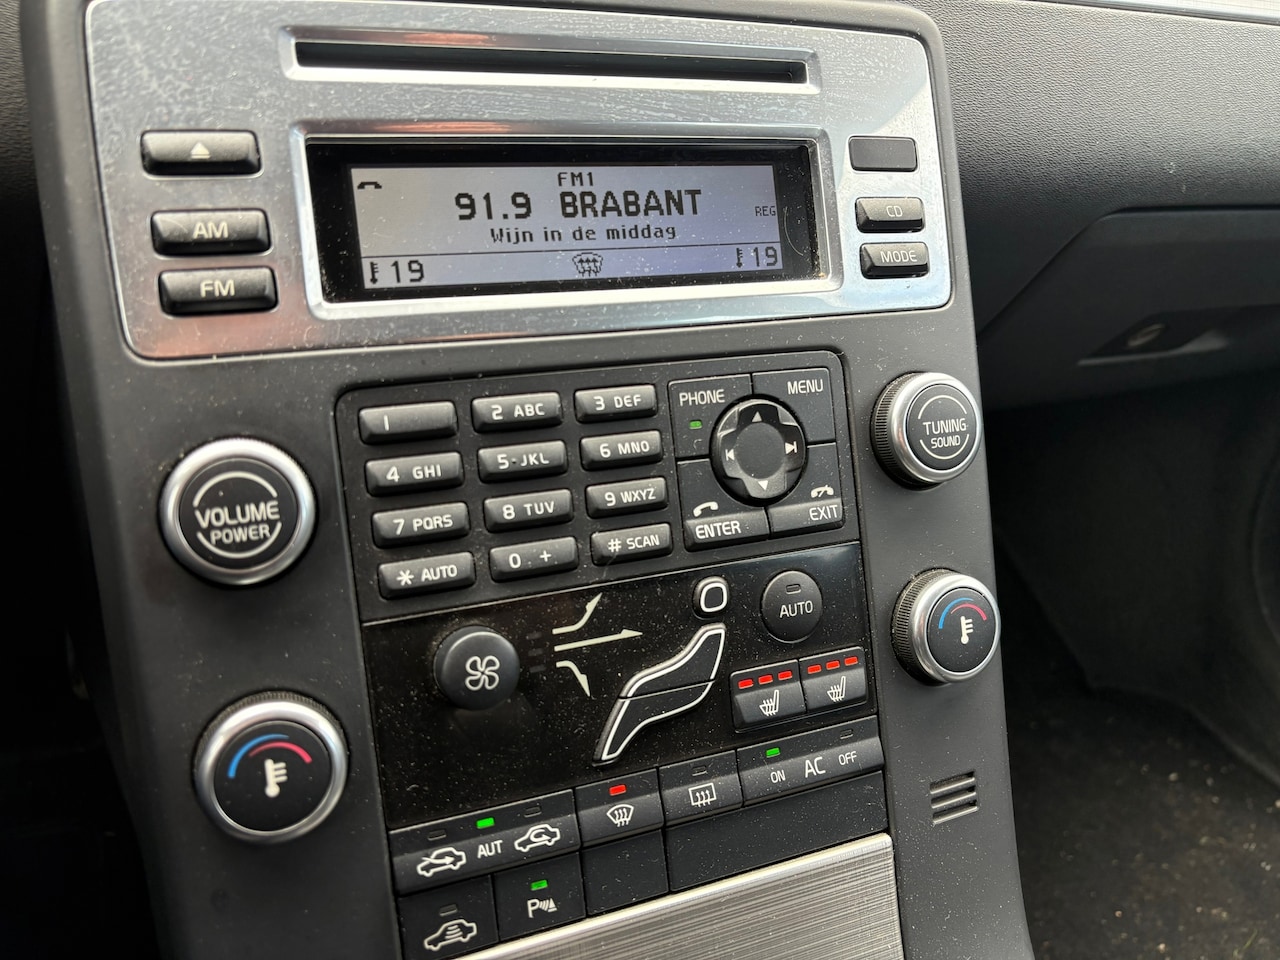 FM1
91.9 BRABANT
REG
Wijn in de middag
19
19
AM
FM
CD
MODE
1
2 ABC
3 DEF
4 GHI
5 JKL
6 MNO
7 PQRS
8 TUV
9 WXYZ
* AUTO
0 +
# SCAN
PHONE
MENU
ENTER
EXIT
VOLUME
POWER
TUNING
SOUND
AUTO
ON AC OFF
AUT
P